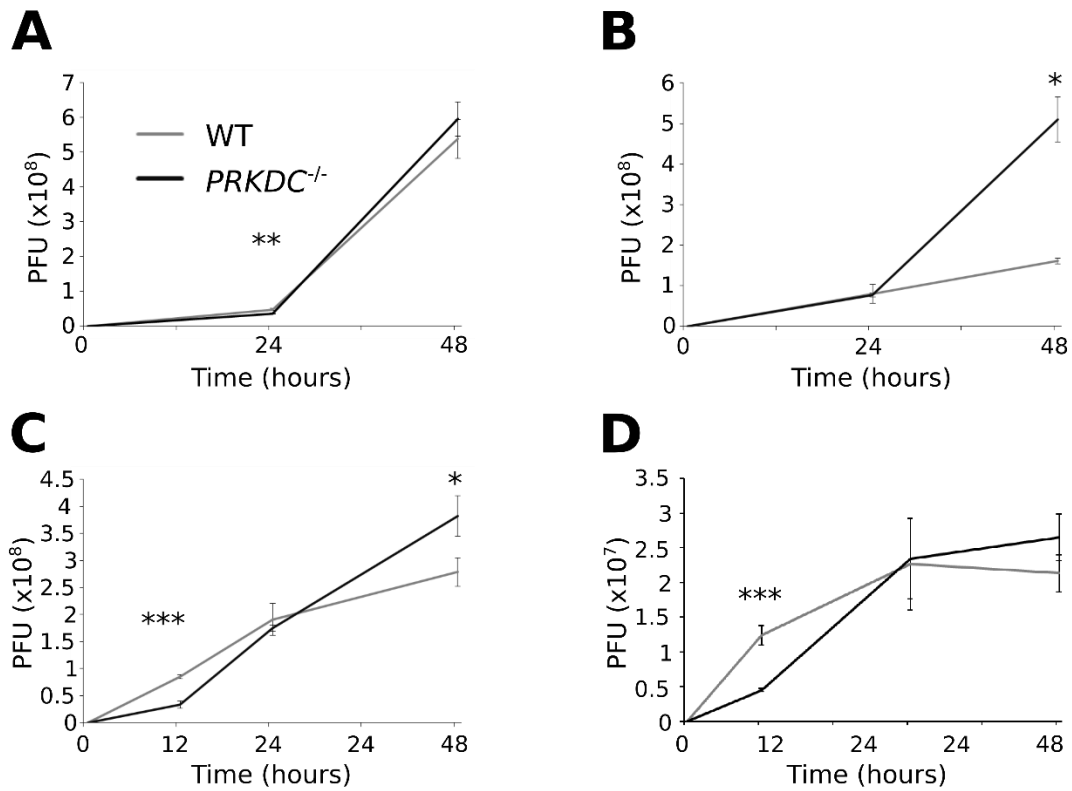 A
7
6
5
4
3
2
1
0
PFU (x10⁸)
WT
PRKDC⁻/⁻
**
0 24 48
Time (hours)
B
6
5
4
3
2
1
0
PFU (x10⁸)
*
0 24 48
Time (hours)
C
4.5
4
3.5
3
2.5
2
1.5
1
0.5
0
PFU (x10⁸)
***
*
0 12 24 24 48
Time (hours)
D
3.5
3
2.5
2
1.5
1
0.5
0
PFU (x10⁷)
***
0 12 24 24 48
Time (hours)